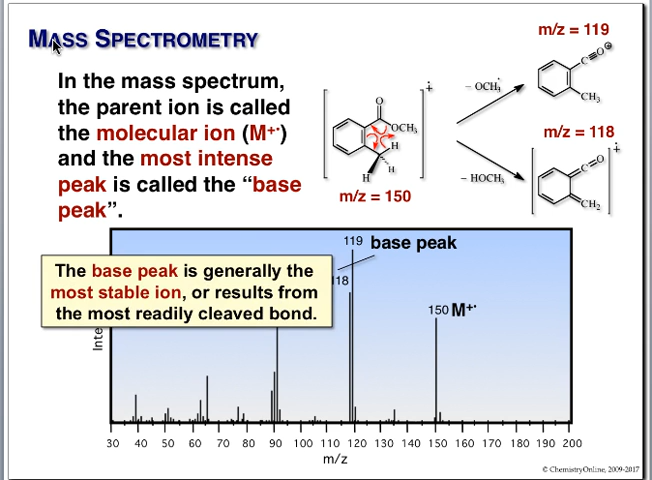 MASS SPECTROMETRY
In the mass spectrum,
the parent ion is called
the molecular ion (M+·)
and the most intense
peak is called the “base
peak”.
O
OCH3
H
H
H
+·
m/z = 150
– OCH3·
– HOCH3
m/z = 119
C≡O⊕
CH3
m/z = 118
C=O
CH2
+·
119 base peak
118
150 M+·
The base peak is generally the
most stable ion, or results from
the most readily cleaved bond.
Inte
30 40 50 60 70 80 90 100 110 120 130 140 150 160 170 180 190 200
m/z
© ChemistryOnline, 2009-2017